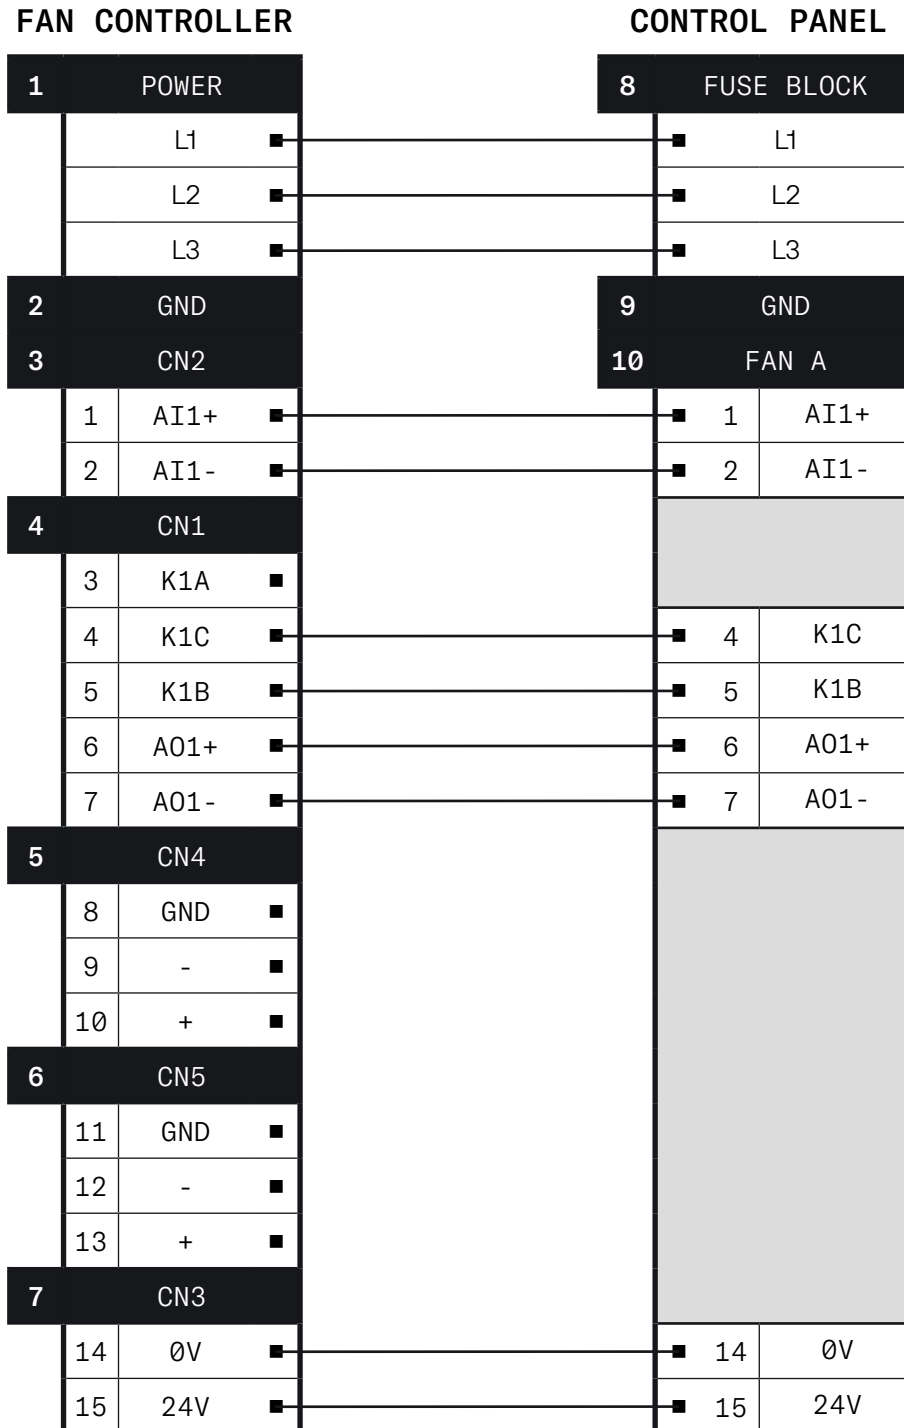 FAN CONTROLLER CONTROL PANEL
1 POWER 8 FUSE BLOCK
L1 L1
L2 L2
L3 L3
2 GND 9 GND
3 CN2 10 FAN A
1 AI1+ 1 AI1+
2 AI1- 2 AI1-
4 CN1
3 K1A
4 K1C 4 K1C
5 K1B 5 K1B
6 AO1+ 6 AO1+
7 AO1- 7 AO1-
5 CN4
8 GND
9 -
10 +
6 CN5
11 GND
12 -
13 +
7 CN3
14 0V 14 0V
15 24V 15 24V